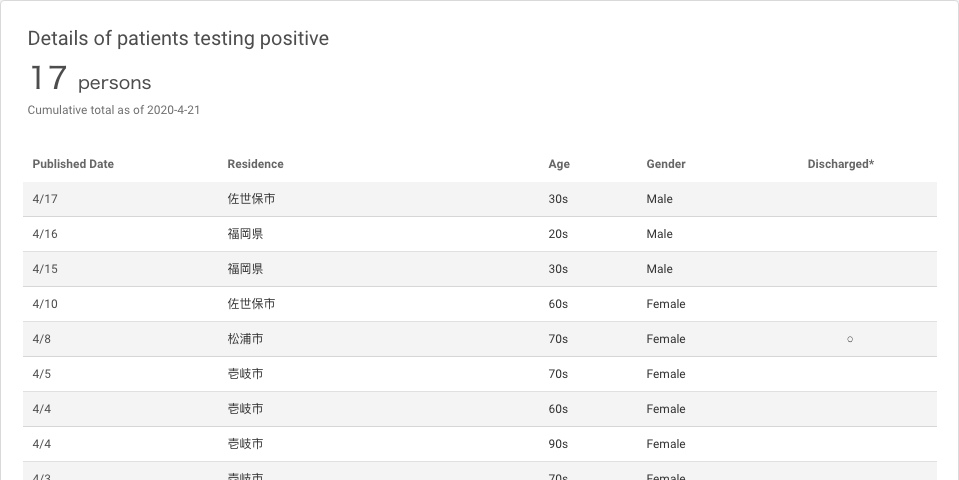 Details of patients testing positive
17 persons
Cumulative total as of 2020-4-21
Published Date Residence Age Gender Discharged*
4/17 佐世保市 30s Male
4/16 福岡県 20s Male
4/15 福岡県 30s Male
4/10 佐世保市 60s Female
4/8 松浦市 70s Female ○
4/5 壱岐市 70s Female
4/4 壱岐市 60s Female
4/4 壱岐市 90s Female
4/3 壱岐市 70s Female